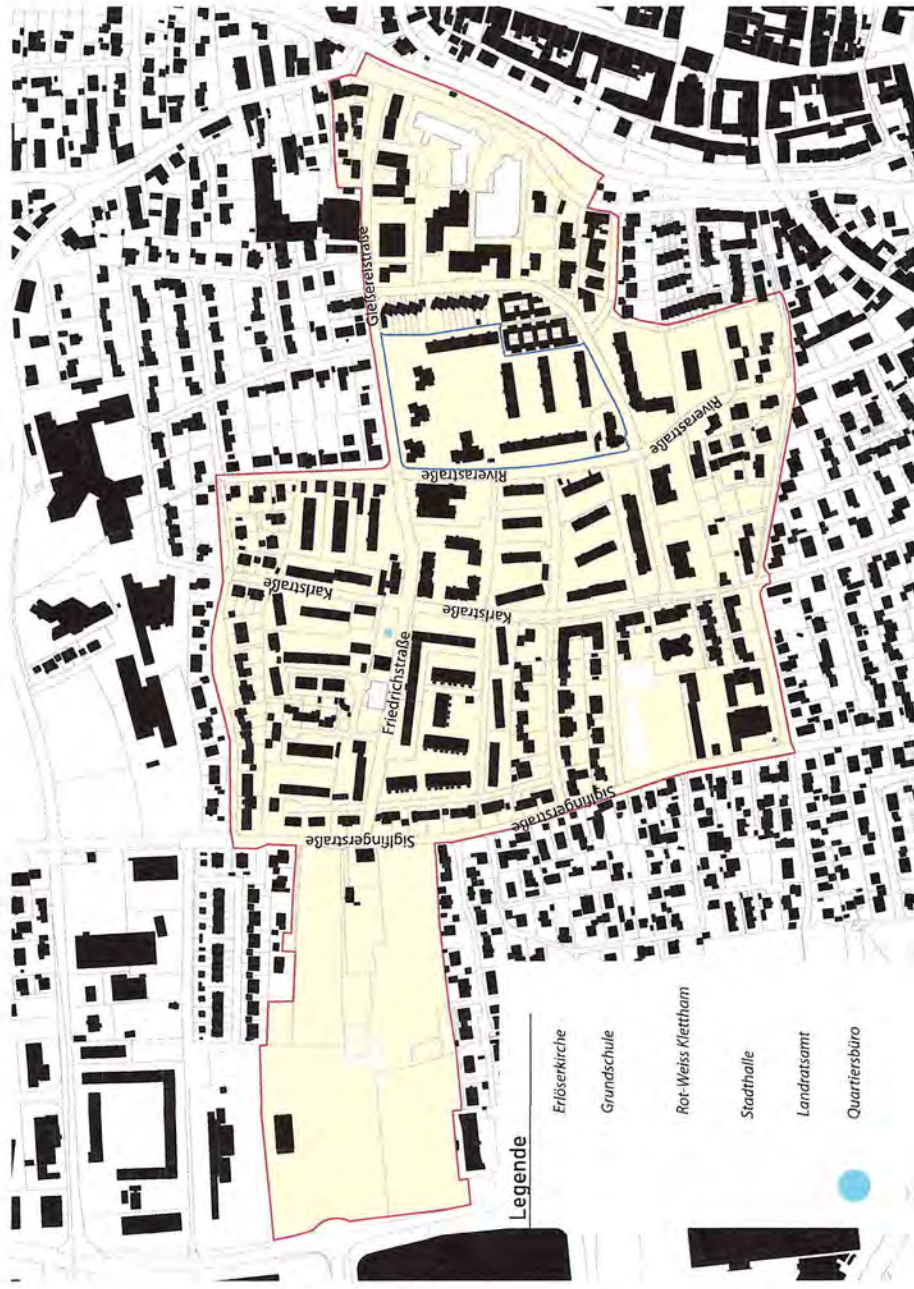 Gießereistraße
Riverastraße
Riverastraße
Karlstraße
Karlstraße
Friedrichstraße
Siglfingerstraße
Siglfingerstraße
Legende
Erlöserkirche
Grundschule
Rot-Weiss Klettham
Stadthalle
Landratsamt
Quartiersbüro